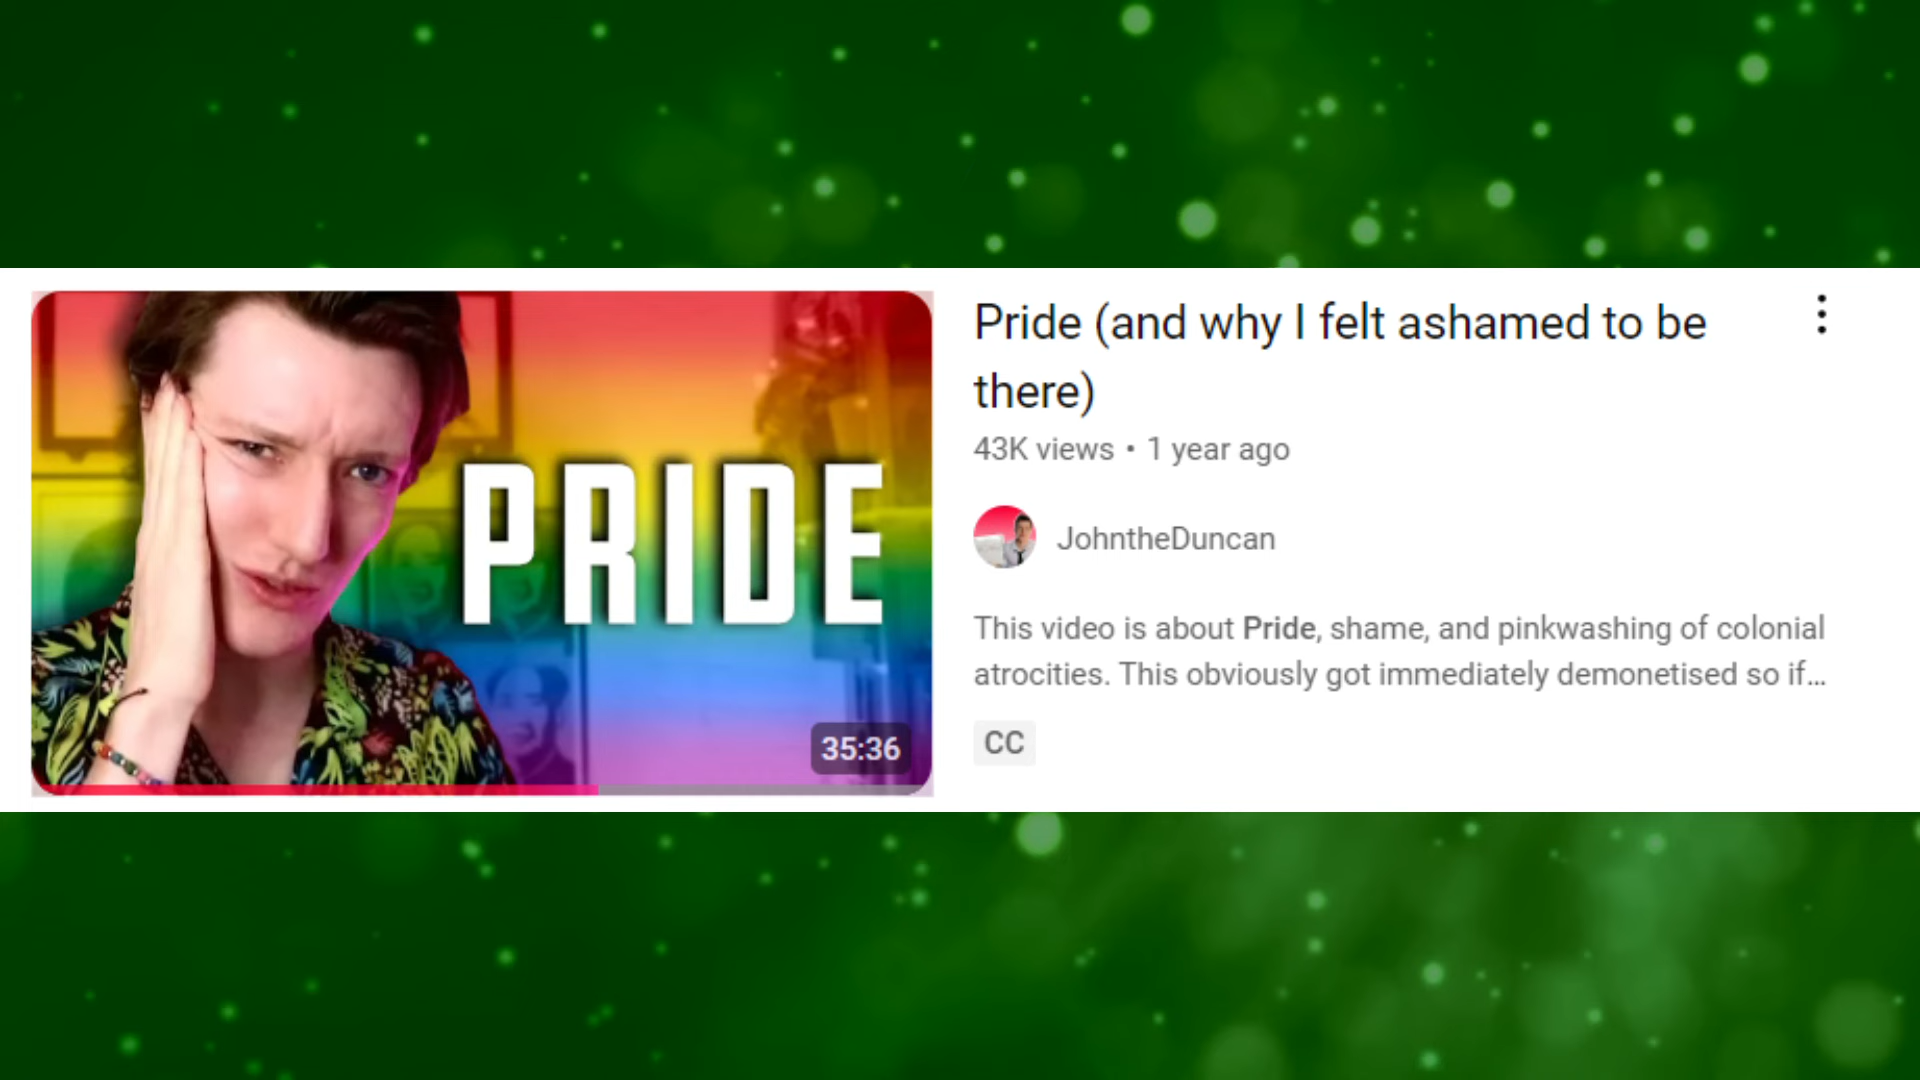 PRIDE
35:36
Pride (and why I felt ashamed to be
there)
43K views • 1 year ago
JohntheDuncan
This video is about Pride, shame, and pinkwashing of colonial
atrocities. This obviously got immediately demonetised so if...
CC